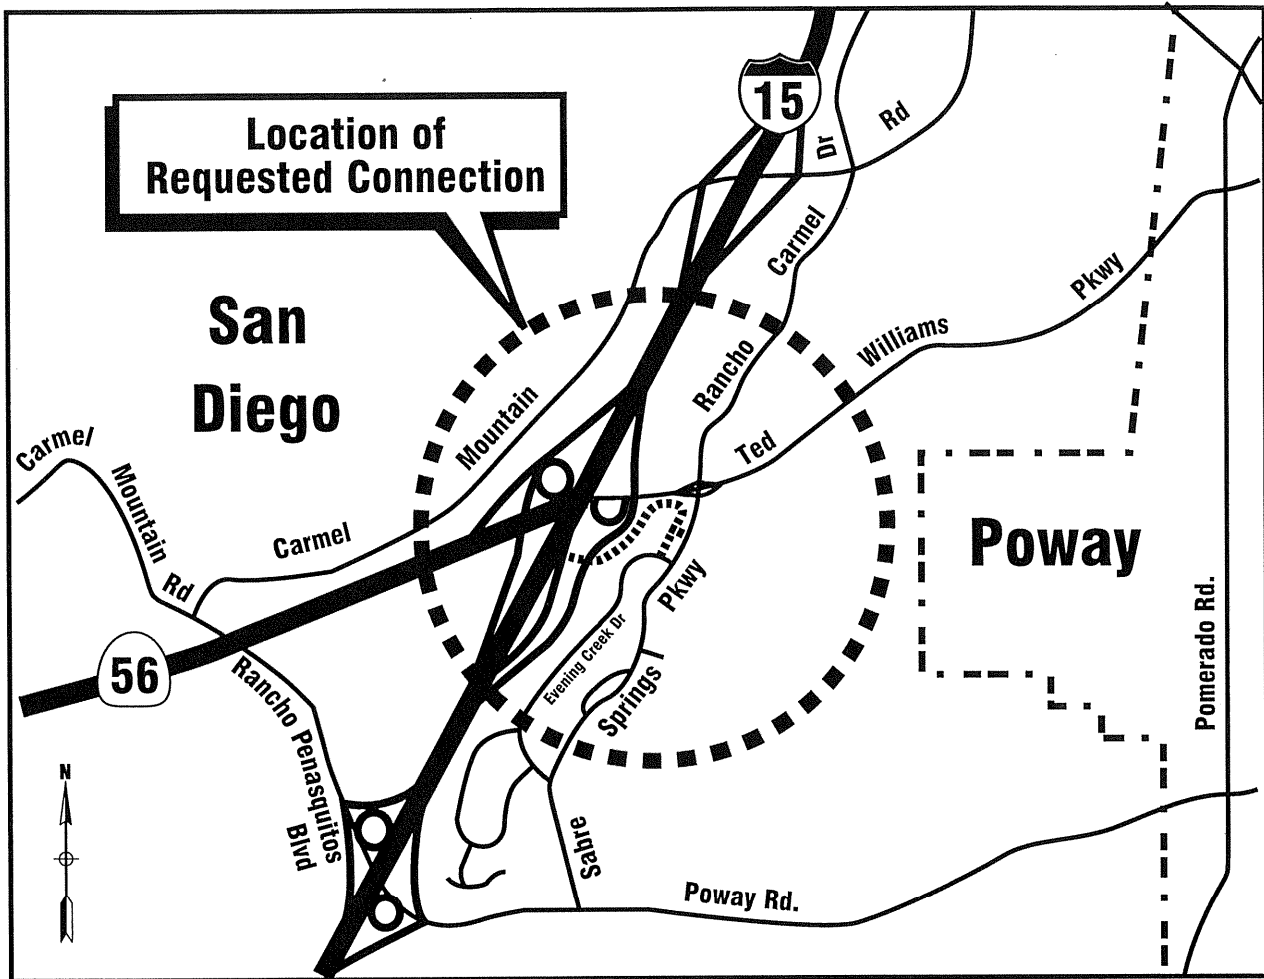 15
Location of
Requested Connection
Dr
Rd
Carmel
Pkwy
San
Diego
Williams
Rancho
Mountain
Ted
Carmel
Mountain
Rd
Carmel
Poway
Pkwy
Evening Creek Dr
Springs
56
Rancho Penasquitos
Blvd
Pomerado Rd.
N
Sabre
Poway Rd.